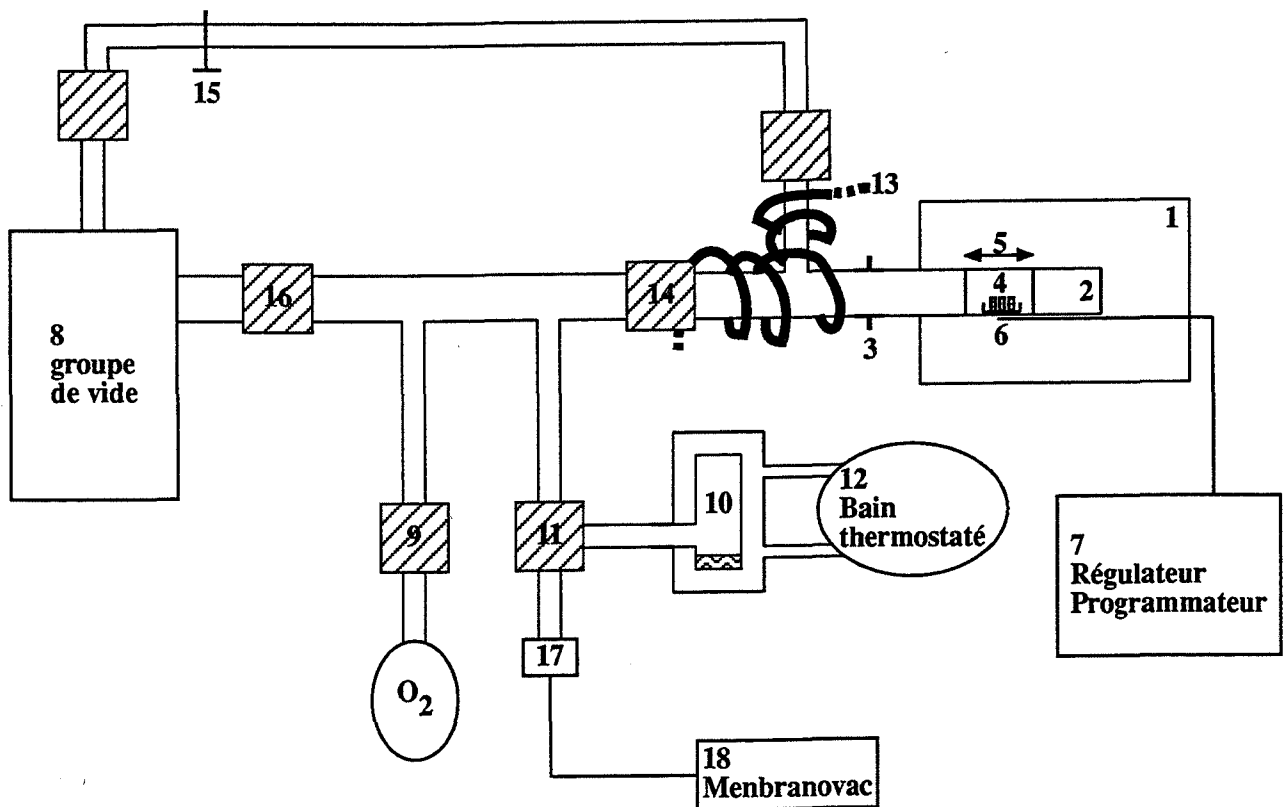 15
13
1
5
4
2
16
14
3
6
8
groupe
de vide
12
Bain
thermostaté
10
9
11
7
Régulateur
Programmateur
17
O2
18
Menbranovac